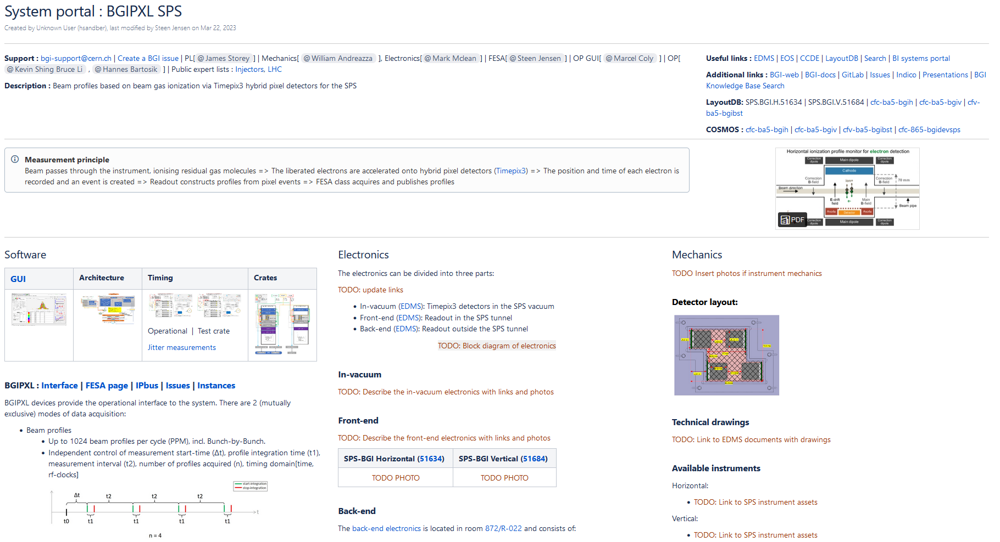 System portal : BGIPXL SPS
Created by Unknown User (hsandber), last modified by Steen Jensen on Mar 22, 2023
Support : bgi-support@cern.ch | Create a BGI issue | PL[ @James Storey ] | Mechanics[ @William Andreazza ], Electronics[ @Mark Mclean ] | FESA[ @Steen Jensen ] | OP GUI[ @Marcel Coly ] | OP[
@Kevin Shing Bruce Li , @Hannes Bartosik ] | Public expert lists : Injectors, LHC
Description : Beam profiles based on beam gas ionization via Timepix3 hybrid pixel detectors for the SPS
Useful links : EDMS | EOS | CCDE | LayoutDB | Search | BI systems portal
Additional links : BGI-web | BGI-docs | GitLab | Issues | Indico | Presentations | BGI
Knowledge Base Search
LayoutDB: SPS.BGI.H.51634 | SPS.BGI.V.51684 | cfc-ba5-bgih | cfc-ba5-bgiv | cfv-
ba5-bgibst
COSMOS : cfc-ba5-bgih | cfc-ba5-bgiv | cfv-ba5-bgibst | cfc-865-bgidevsps
Measurement principle
Beam passes through the instrument, ionising residual gas molecules => The liberated electrons are accelerated onto hybrid pixel detectors (Timepix3) => The position and time of each electron is
recorded and an event is created => Readout constructs profiles from pixel events => FESA class acquires and publishes profiles
Horizontal ionization profile monitor for electron detection
Correction dipole
Main dipole
Correction dipole
Cathode
Correction B-field
ion+
Correction B-field
70 mm
Beam direction
E-drift field
e-
Main B-field
Beam pipe
Anode
Detector
Anode
PDF
Correction dipole
Main dipole
Correction dipole
Software
GUI
Architecture
Timing
Crates
Operational | Test crate
Jitter measurements
BGIPXL : Interface | FESA page | IPbus | Issues | Instances
BGIPXL devices provide the operational interface to the system. There are 2 (mutually
exclusive) modes of data acquisition:
• Beam profiles
• Up to 1024 beam profiles per cycle (PPM), incl. Bunch-by-Bunch.
• Independent control of measurement start-time (Δt), profile integration time (t1),
measurement interval (t2), number of profiles acquired (n), timing domain[time,
rf-clocks]
start-integration
stop-integration
Δt t2 t2 t2
t
t0 t1 t1 t1 t1
n = 4
Electronics
The electronics can be divided into three parts:
TODO: update links
• In-vacuum (EDMS): Timepix3 detectors in the SPS vacuum
• Front-end (EDMS): Readout in the SPS tunnel
• Back-end (EDMS): Readout outside the SPS tunnel
TODO: Block diagram of electronics
In-vacuum
TODO: Describe the in-vacuum electronics with links and photos
Front-end
TODO: Describe the front-end electronics with links and photos
SPS-BGI Horizontal (51634)
SPS-BGI Vertical (51684)
TODO PHOTO
TODO PHOTO
Back-end
The back-end electronics is located in room 872/R-022 and consists of:
Mechanics
TODO Insert photos if instrument mechanics
Detector layout:
Technical drawings
TODO: Link to EDMS documents with drawings
Available instruments
Horizontal:
• TODO: Link to SPS instrument assets
Vertical:
• TODO: Link to SPS instrument assets